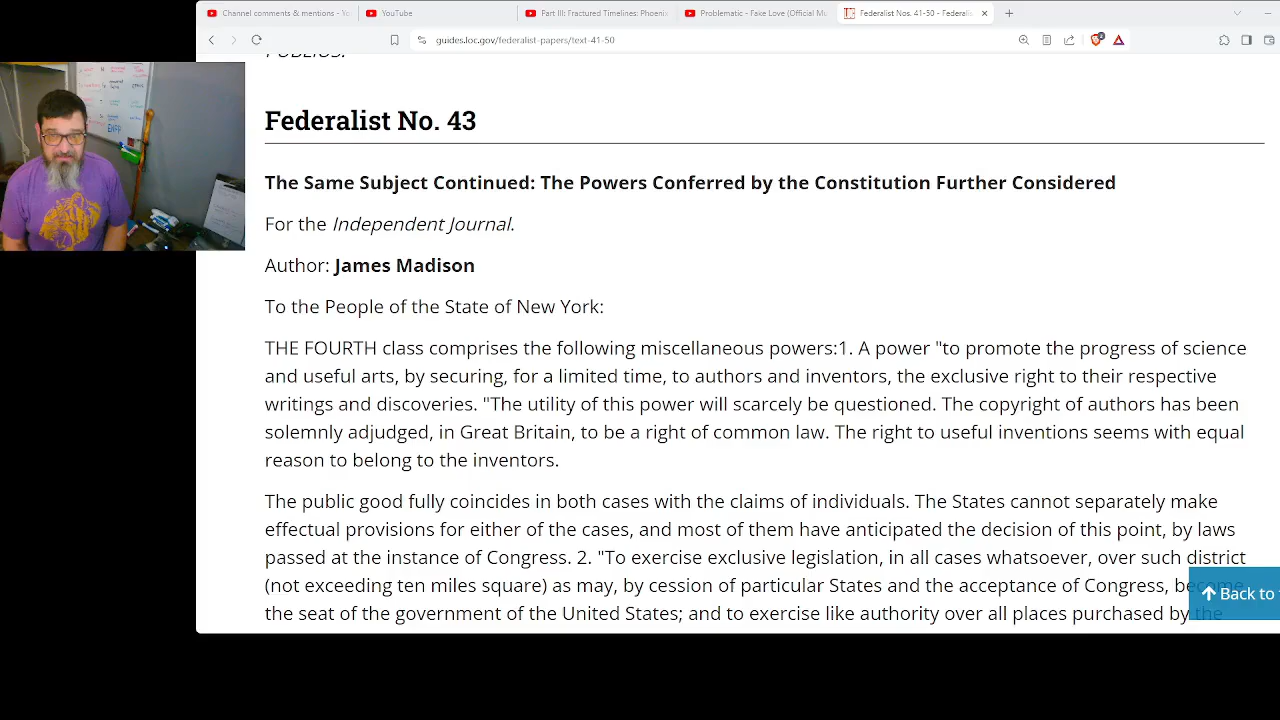 Channel comments & mentions - Yo
YouTube
Part III: Fractured Timelines: Phoenix
Problematic - Fake Love (Official Mu
Federalist Nos. 41-50 - Federalis
guides.loc.gov/federalist-papers/text-41-50
PUBLIUS.
Federalist No. 43
The Same Subject Continued: The Powers Conferred by the Constitution Further Considered
For the Independent Journal.
Author: James Madison
To the People of the State of New York:
THE FOURTH class comprises the following miscellaneous powers:1. A power "to promote the progress of science
and useful arts, by securing, for a limited time, to authors and inventors, the exclusive right to their respective
writings and discoveries. "The utility of this power will scarcely be questioned. The copyright of authors has been
solemnly adjudged, in Great Britain, to be a right of common law. The right to useful inventions seems with equal
reason to belong to the inventors.
The public good fully coincides in both cases with the claims of individuals. The States cannot separately make
effectual provisions for either of the cases, and most of them have anticipated the decision of this point, by laws
passed at the instance of Congress. 2. "To exercise exclusive legislation, in all cases whatsoever, over such district
(not exceeding ten miles square) as may, by cession of particular States and the acceptance of Congress, become
the seat of the government of the United States; and to exercise like authority over all places purchased by the
Back to